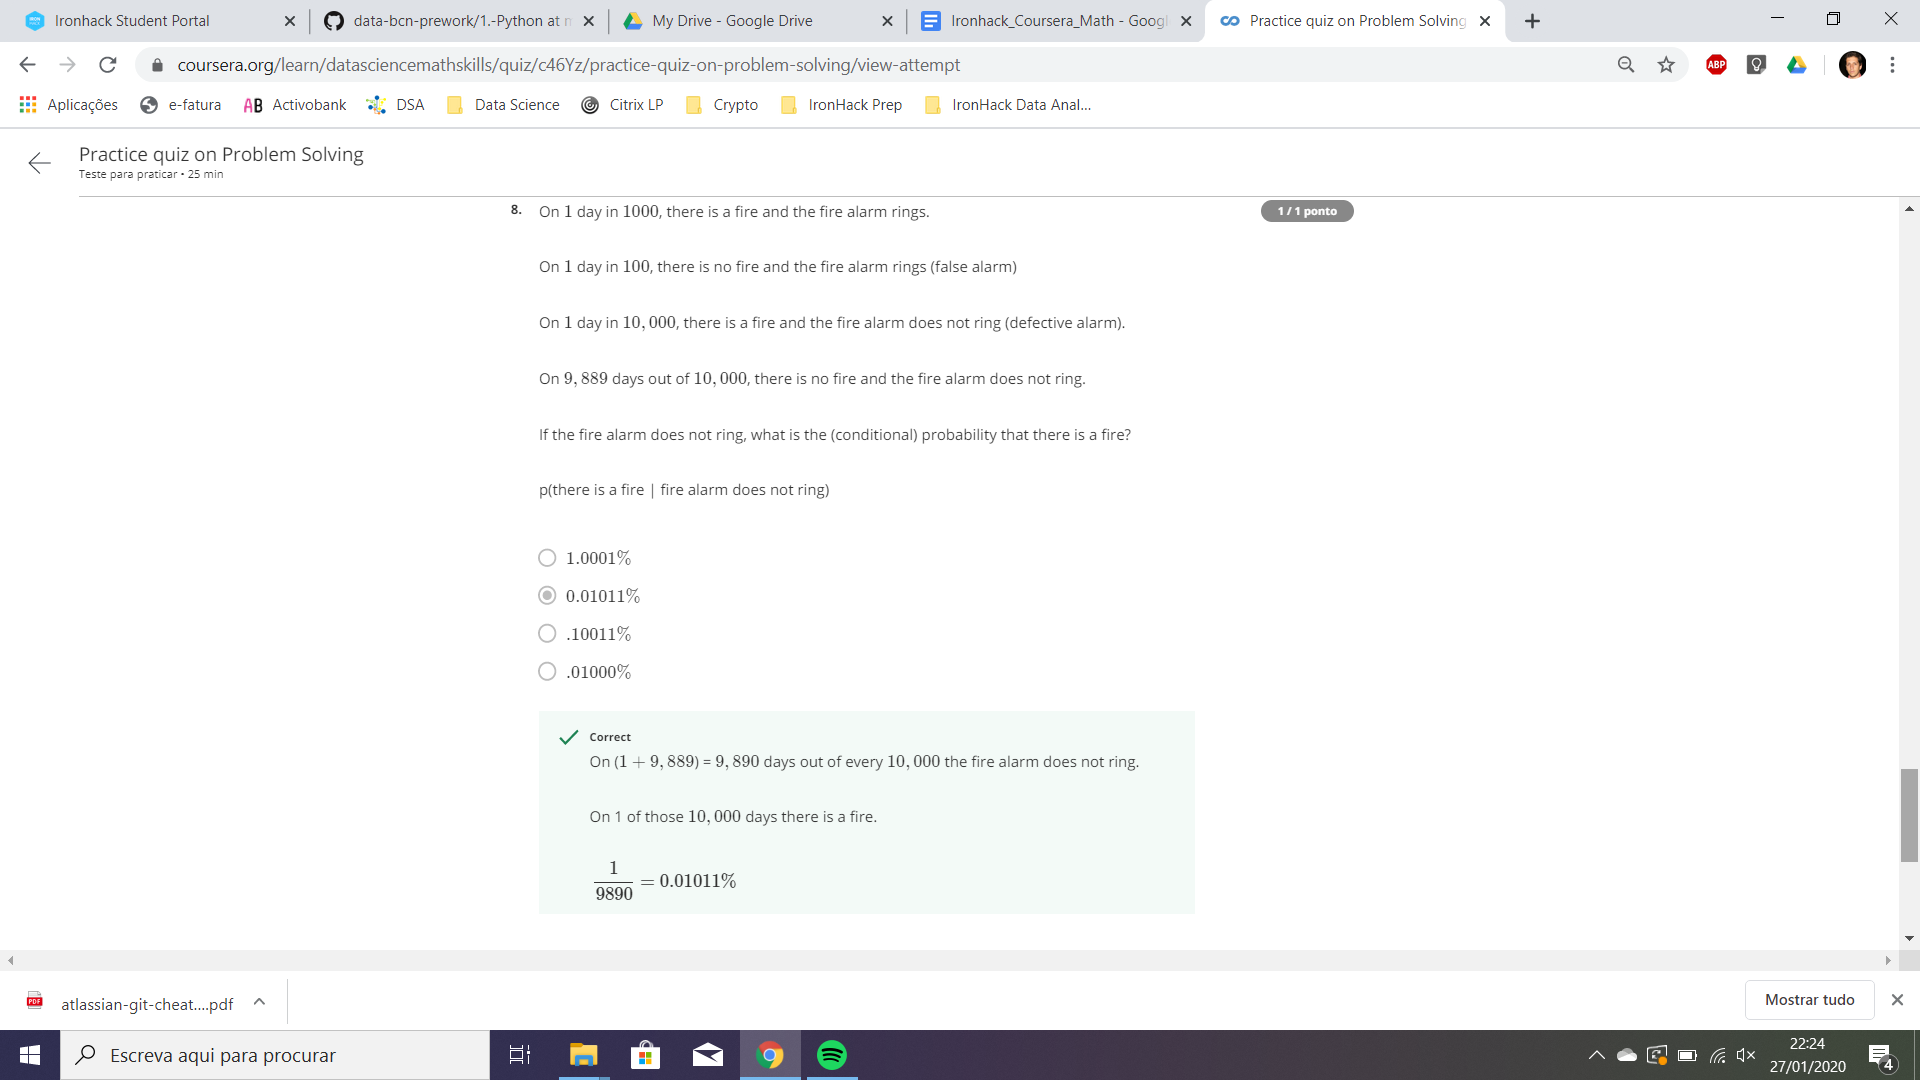 Ironhack Student Portal
data-bcn-prework/1.-Python at m
My Drive - Google Drive
Ironhack_Coursera_Math - Googl
Practice quiz on Problem Solving
coursera.org/learn/datasciencemathskills/quiz/c46Yz/practice-quiz-on-problem-solving/view-attempt
ABP
Aplicações
e-fatura
AB Activobank
DSA
Data Science
Citrix LP
Crypto
IronHack Prep
IronHack Data Anal...
Practice quiz on Problem Solving
Teste para praticar • 25 min
8. On 1 day in 1000, there is a fire and the fire alarm rings.
1 / 1 ponto
On 1 day in 100, there is no fire and the fire alarm rings (false alarm)
On 1 day in 10, 000, there is a fire and the fire alarm does not ring (defective alarm).
On 9, 889 days out of 10, 000, there is no fire and the fire alarm does not ring.
If the fire alarm does not ring, what is the (conditional) probability that there is a fire?
p(there is a fire | fire alarm does not ring)
1.0001%
0.01011%
.10011%
.01000%
Correct
On (1 + 9, 889) = 9, 890 days out of every 10, 000 the fire alarm does not ring.
On 1 of those 10, 000 days there is a fire.
1
9890
= 0.01011%
PDF
atlassian-git-cheat....pdf
Mostrar tudo
Escreva aqui para procurar
22:24
27/01/2020
4